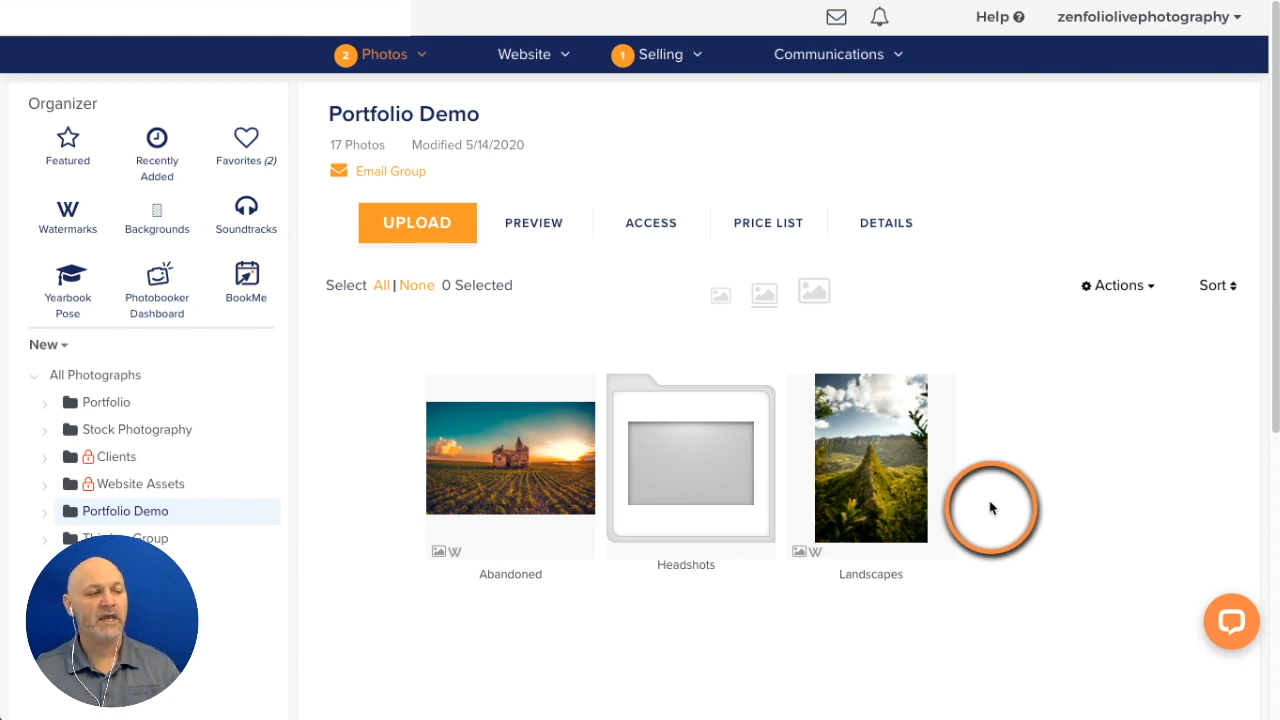 Help
zenfoliolivephotography
2 Photos
Website
1 Selling
Communications
Organizer
Featured
Recently
Added
Favorites (2)
W
Watermarks
Backgrounds
Soundtracks
Yearbook
Pose
Photobooker
Dashboard
BookMe
New
All Photographs
Portfolio
Stock Photography
Clients
Website Assets
Portfolio Demo
Group
Portfolio Demo
17 Photos Modified 5/14/2020
Email Group
UPLOAD
PREVIEW
ACCESS
PRICE LIST
DETAILS
Select All | None 0 Selected
Actions
Sort
W
Abandoned
Headshots
W
Landscapes